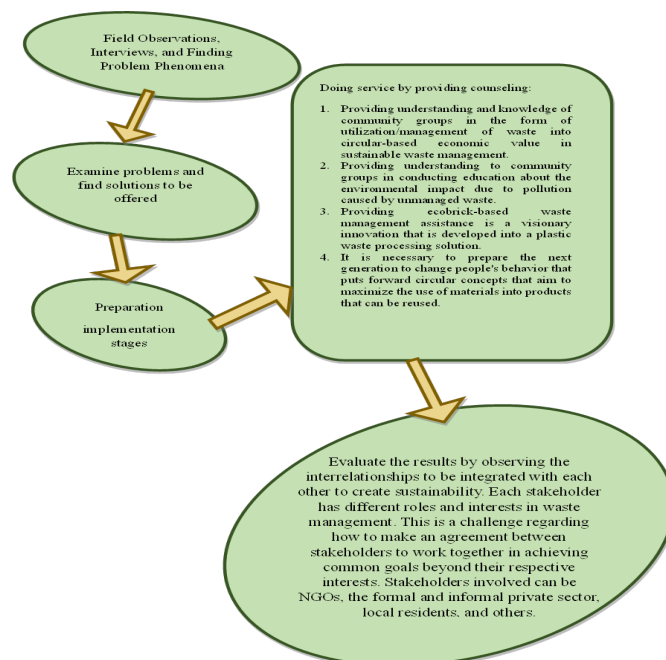 Field Observations,
Interviews, and Finding
Problem Phenomena
Examine problems and
find solutions to be
offered
Preparation
implementation
stages
Doing service by providing counseling:
1. Providing understanding and knowledge of
community groups in the form of
utilization/management of waste into
circular-based economic value in
sustainable waste management.
2. Providing understanding to community
groups in conducting education about the
environmental impact due to pollution
caused by unmanaged waste.
3. Providing ecobrick-based waste
management assistance is a visionary
innovation that is developed into a plastic
waste processing solution.
4. It is necessary to prepare the next
generation to change people's behavior that
puts forward circular concepts that aim to
maximize the use of materials into products
that can be reused.
Evaluate the results by observing the
interrelationships to be integrated with each
other to create sustainability. Each stakeholder
has different roles and interests in waste
management. This is a challenge regarding
how to make an agreement between
stakeholders to work together in achieving
common goals beyond their respective
interests. Stakeholders involved can be
NGOs, the formal and informal private sector,
local residents, and others.